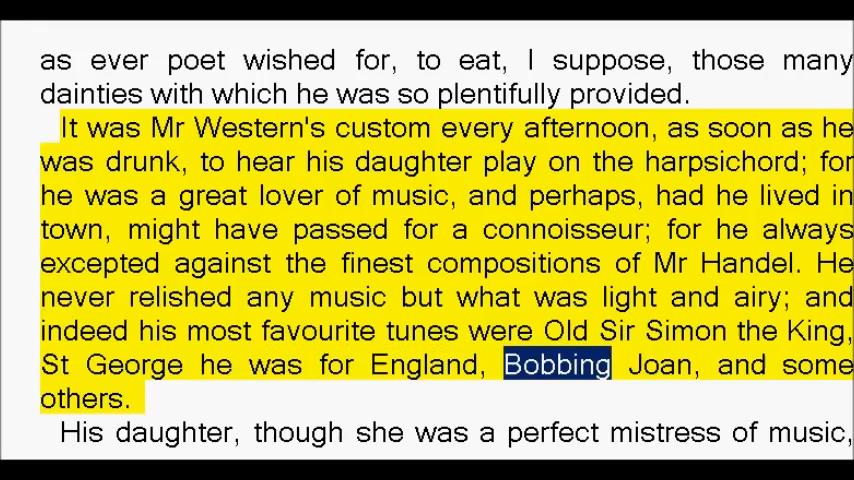 as ever poet wished for, to eat, I suppose, those many
dainties with which he was so plentifully provided.
It was Mr Western's custom every afternoon, as soon as he
was drunk, to hear his daughter play on the harpsichord; for
he was a great lover of music, and perhaps, had he lived in
town, might have passed for a connoisseur; for he always
excepted against the finest compositions of Mr Handel. He
never relished any music but what was light and airy; and
indeed his most favourite tunes were Old Sir Simon the King,
St George he was for England, Bobbing Joan, and some
others.
His daughter, though she was a perfect mistress of music,